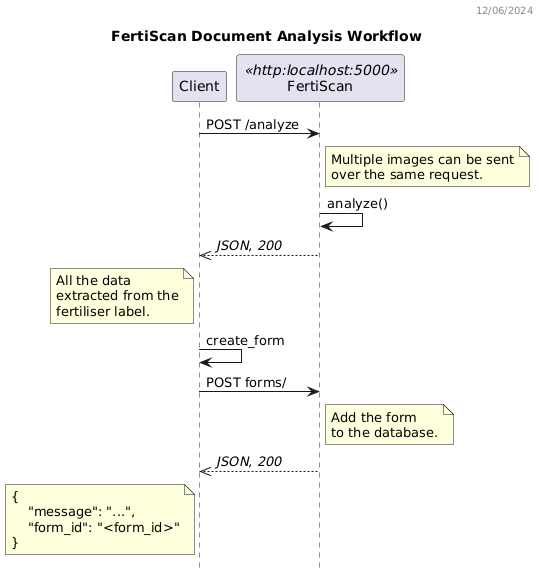 12/06/2024
FertiScan Document Analysis Workflow
Client
«http:localhost:5000»
FertiScan
POST /analyze
Multiple images can be sent
over the same request.
analyze()
JSON, 200
All the data
extracted from the
fertiliser label.
create_form
POST forms/
Add the form
to the database.
JSON, 200
{
    "message": "...",
    "form_id": "<form_id>"
}